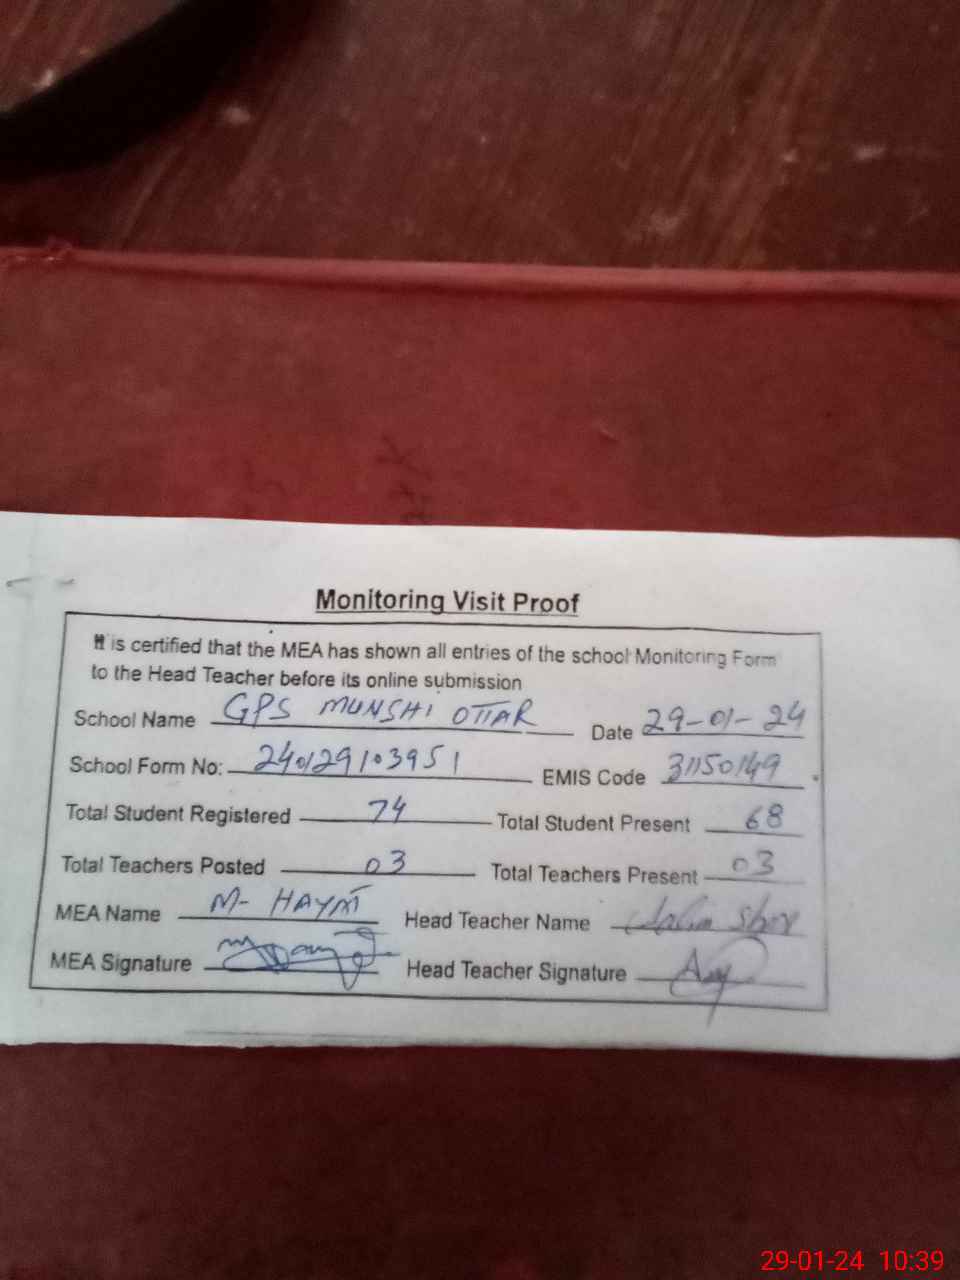 Monitoring Visit Proof
It is certified that the MEA has shown all entries of the school Monitoring Form
to the Head Teacher before its online submission
School Name GPS MUNSHI OTTAR Date 29-01-24
School Form No: 240129103951 EMIS Code 31150149
Total Student Registered 74 Total Student Present 68
Total Teachers Posted 03 Total Teachers Present 03
MEA Name M- HAYAT Head Teacher Name
MEA Signature Head Teacher Signature
29-01-24 10:39